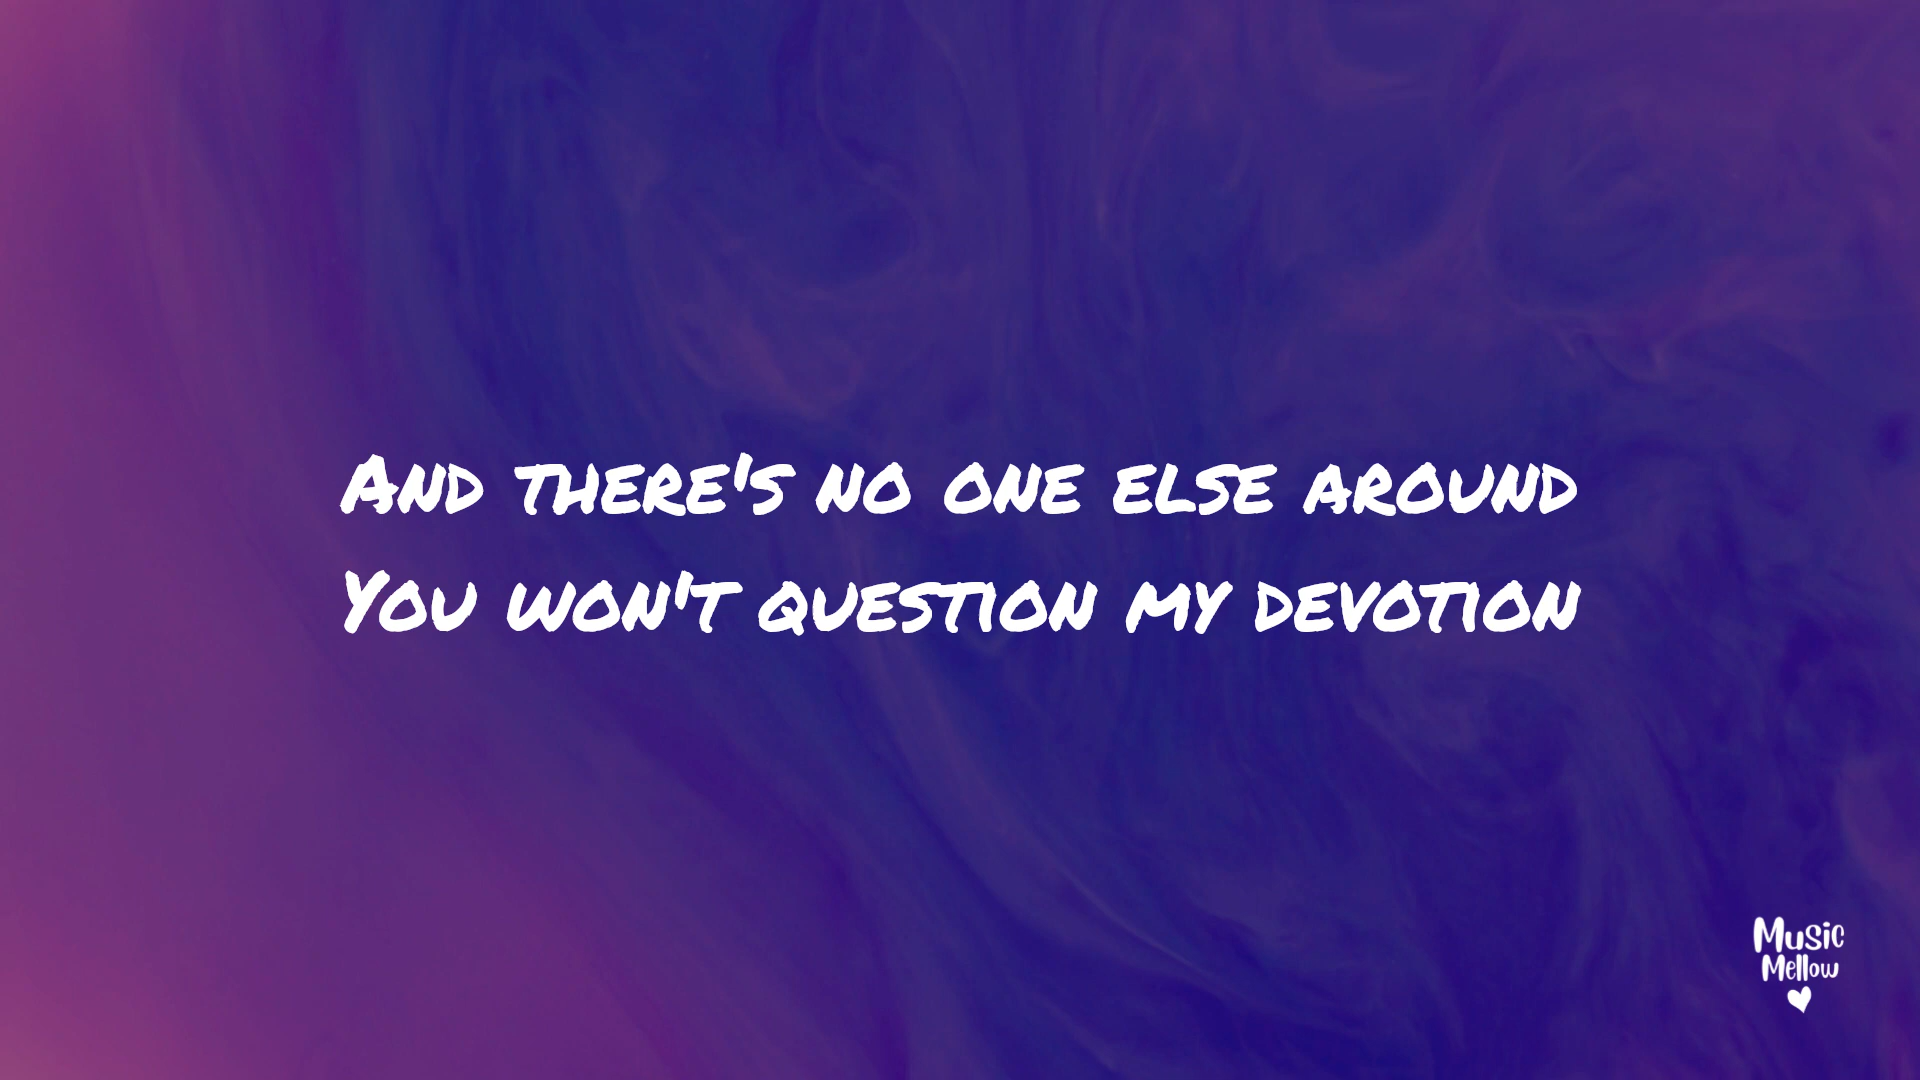 And there's no one else around
You won't question my devotion
Music
Mellow